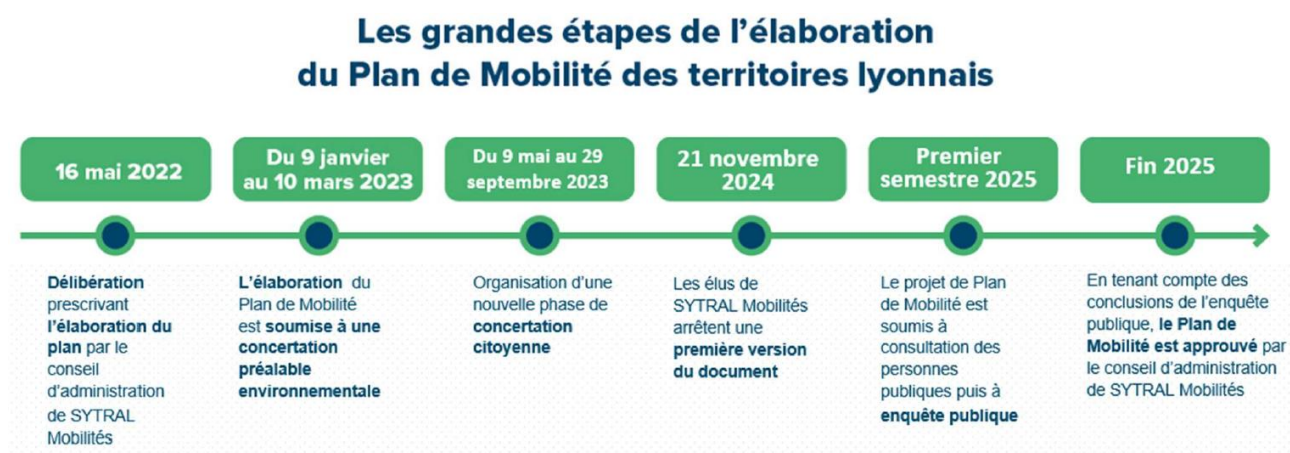 Les grandes étapes de l’élaboration
du Plan de Mobilité des territoires lyonnais
16 mai 2022
Du 9 janvier
au 10 mars 2023
Du 9 mai au 29
septembre 2023
21 novembre
2024
Premier
semestre 2025
Fin 2025
Délibération
prescrivant
l’élaboration du
plan par le
conseil
d’administration
de SYTRAL
Mobilités
L’élaboration du
Plan de Mobilité
est soumise à une
concertation
préalable
environnementale
Organisation d’une
nouvelle phase de
concertation
citoyenne
Les élus de
SYTRAL Mobilités
arrêtent une
première version
du document
Le projet de Plan
de Mobilité est
soumis à
consultation des
personnes
publiques puis à
enquête publique
En tenant compte des
conclusions de l’enquête
publique, le Plan de
Mobilité est approuvé par
le conseil d’administration
de SYTRAL Mobilités